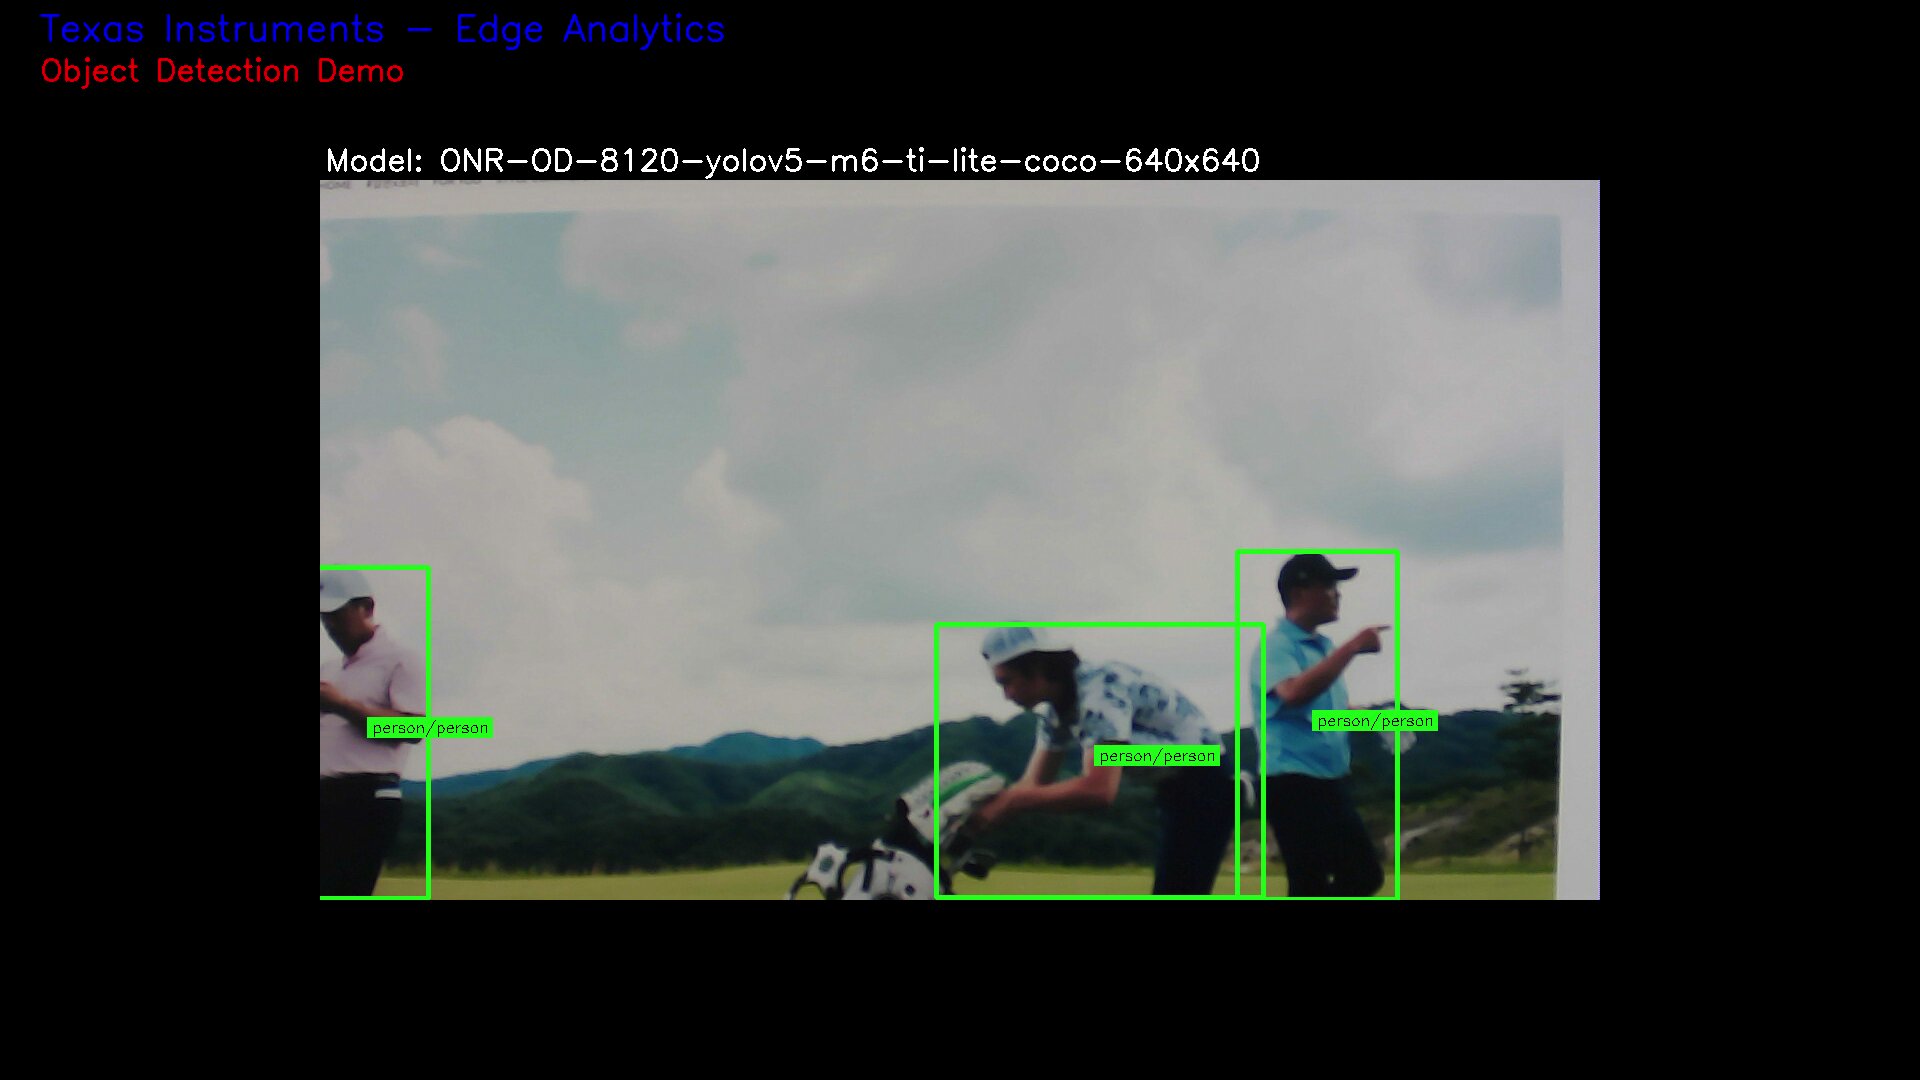 Texas Instruments - Edge Analytics
Object Detection Demo
Model: ONR-OD-8120-yolov5-m6-ti-lite-coco-640x640
HOME
person/person
person/person
person/person